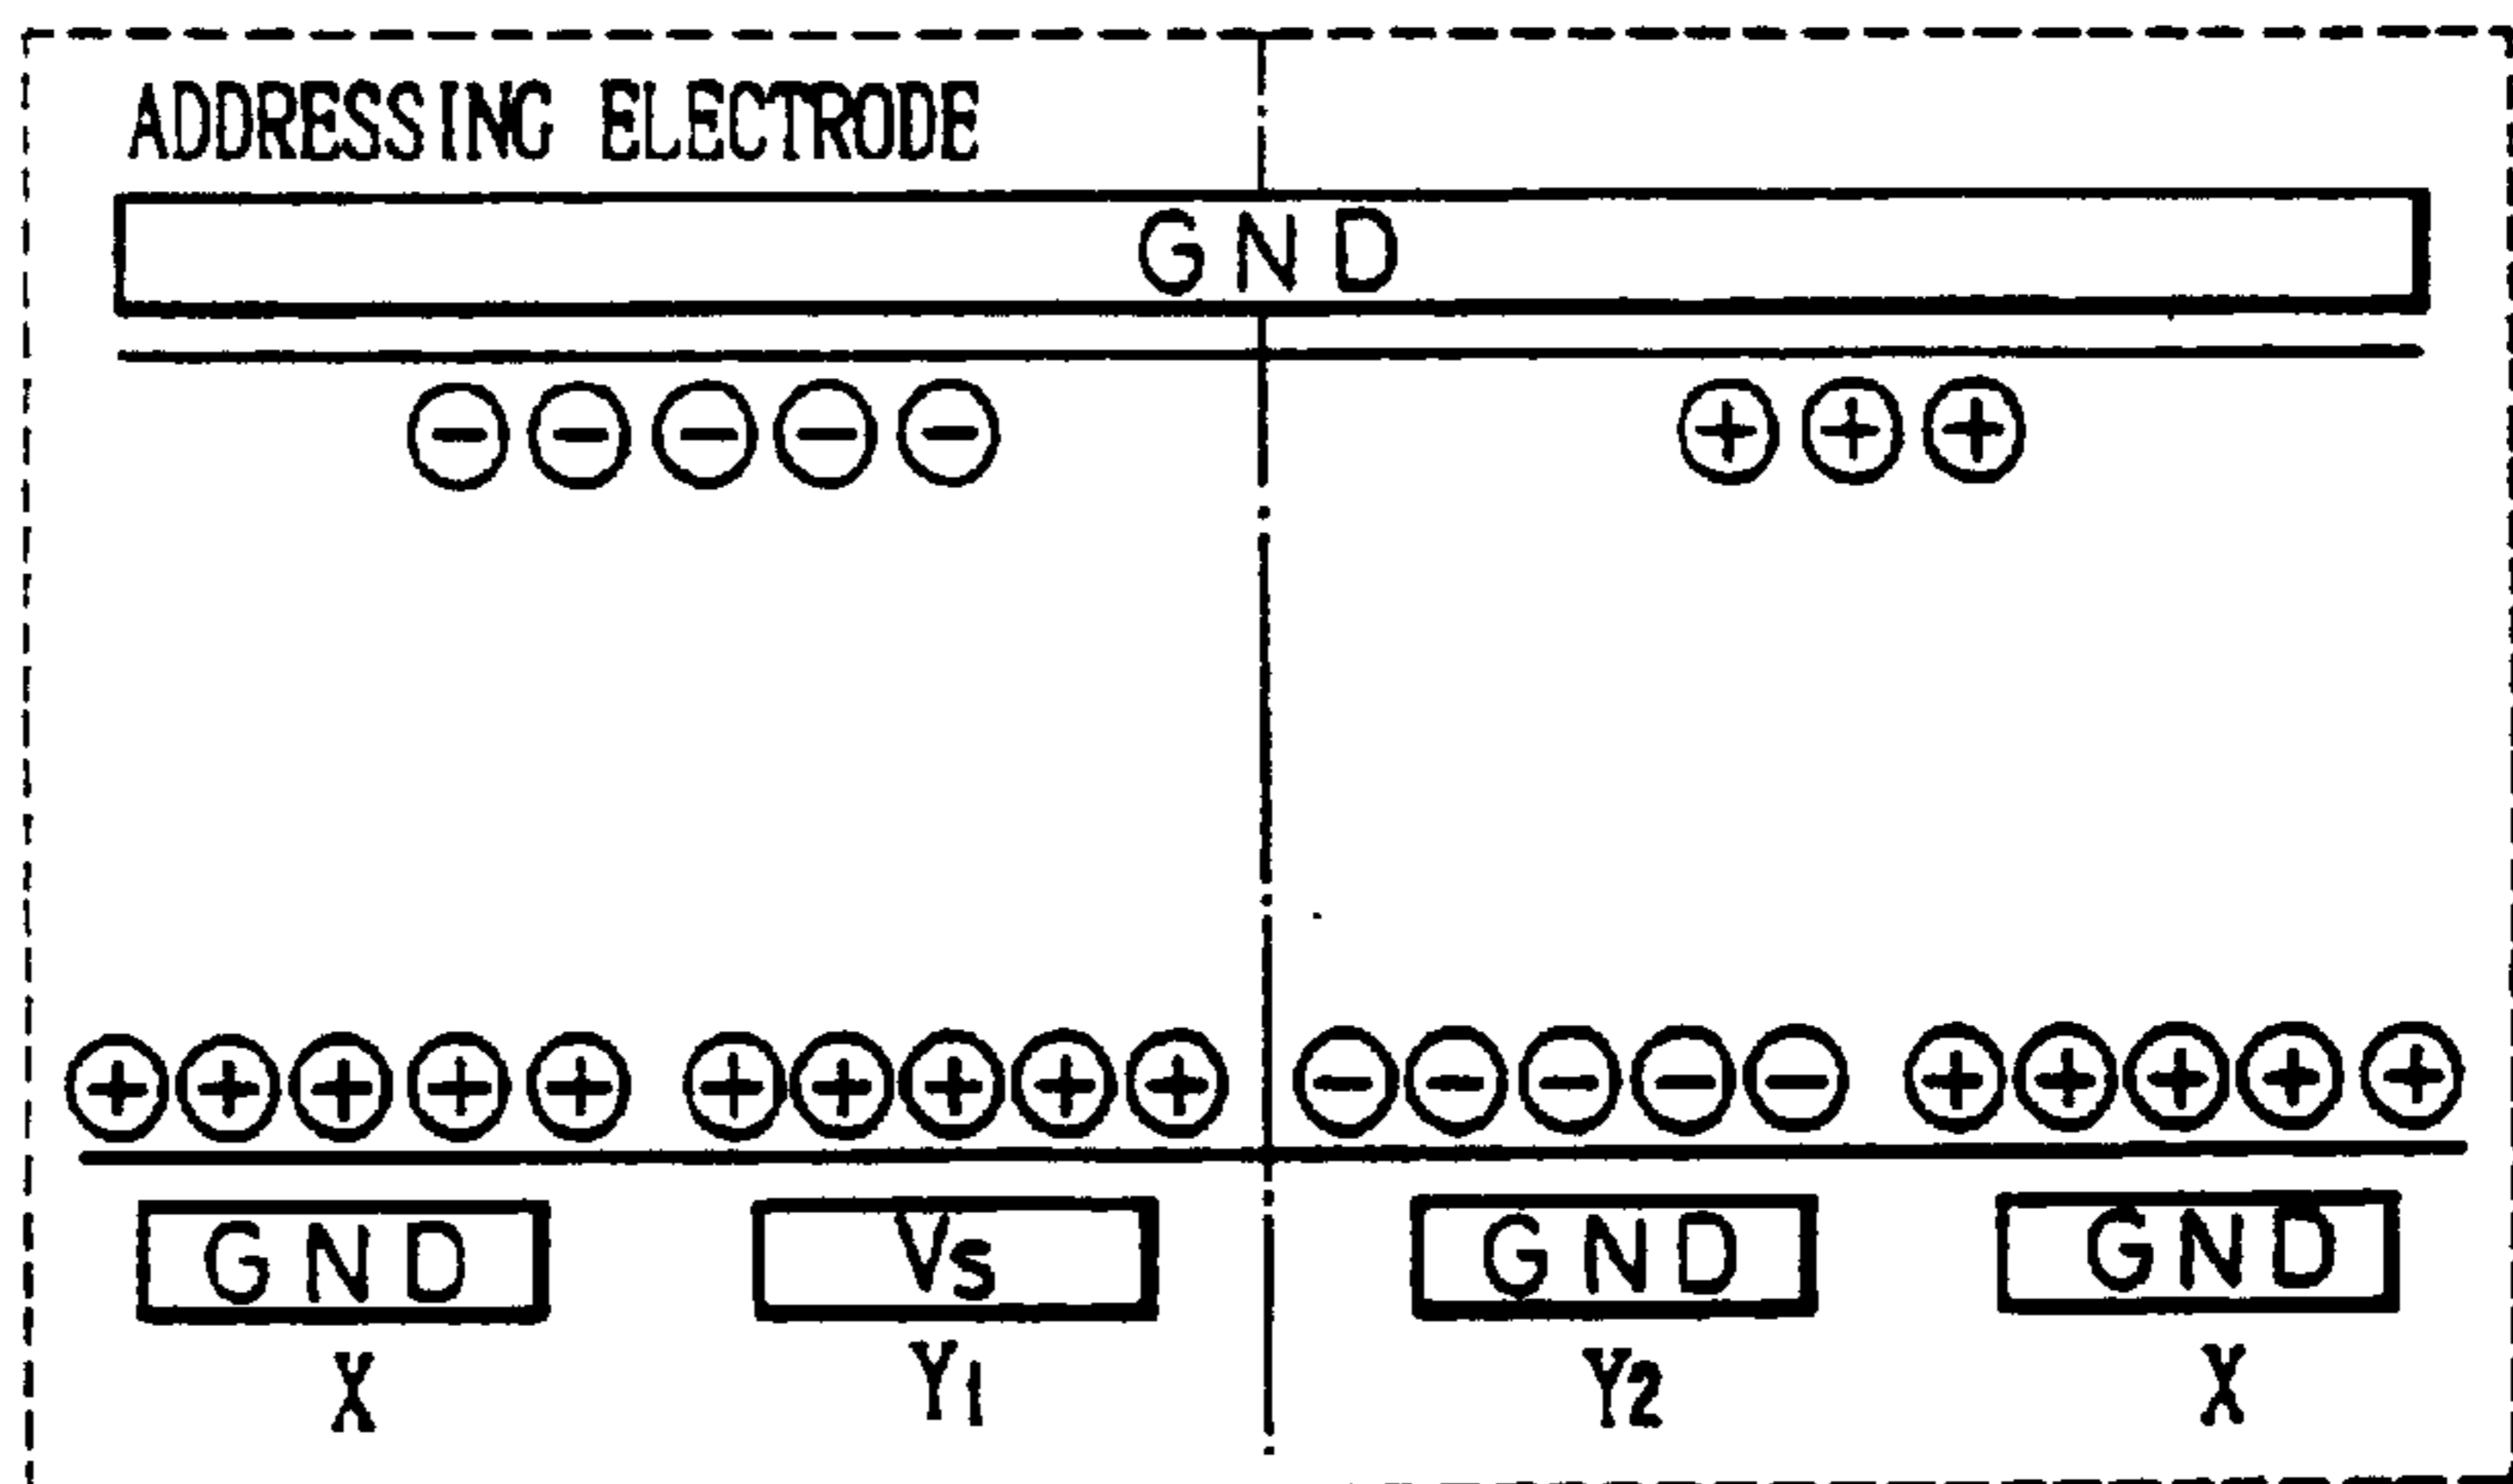 ADDRESSING ELECTRODE
GND
⊖⊖⊖⊖⊖ ⊕⊕⊕
⊕⊕⊕⊕⊕ ⊕⊕⊕⊕⊕ ⊖⊖⊖⊖⊖ ⊕⊕⊕⊕⊕
GND Vs GND GND
X Y1 Y2 X